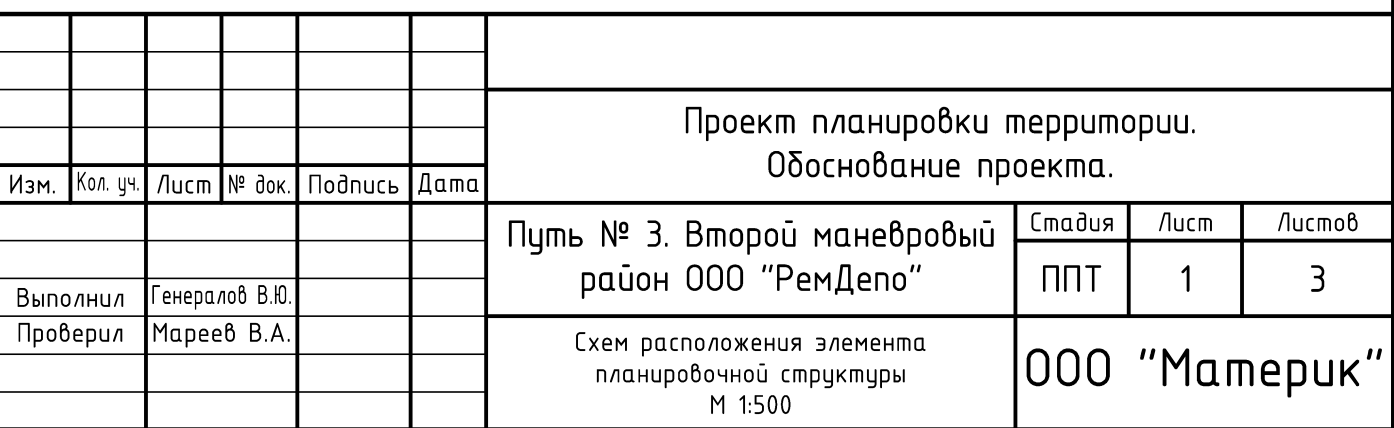 Проект планировки территории.
Обоснование проекта.
Изм. Кол. уч. Лист № док. Подпись Дата
Путь № 3. Второй маневровый
район ООО "РемДепо"
Стадия Лист Листов
ППТ 1 3
Выполнил Генералов В.Ю.
Проверил Мареев В.А.
Схем расположения элемента
планировочной структуры
М 1:500
ООО "Материк"